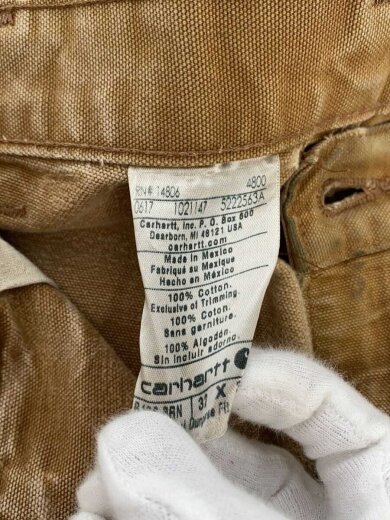 RN# 14806 4800
0617 1021147 5222563A
Carhartt, Inc. P. O. Box 600
Dearborn, MI 48121 USA
carhartt.com
Made in Mexico
Fabriqué au Mexique
Hecho en México
100% Cotton.
Exclusive of Trimming.
100% Coton.
Sans garniture.
100% Algodón.
Sin incluir adorno.
carhartt
X